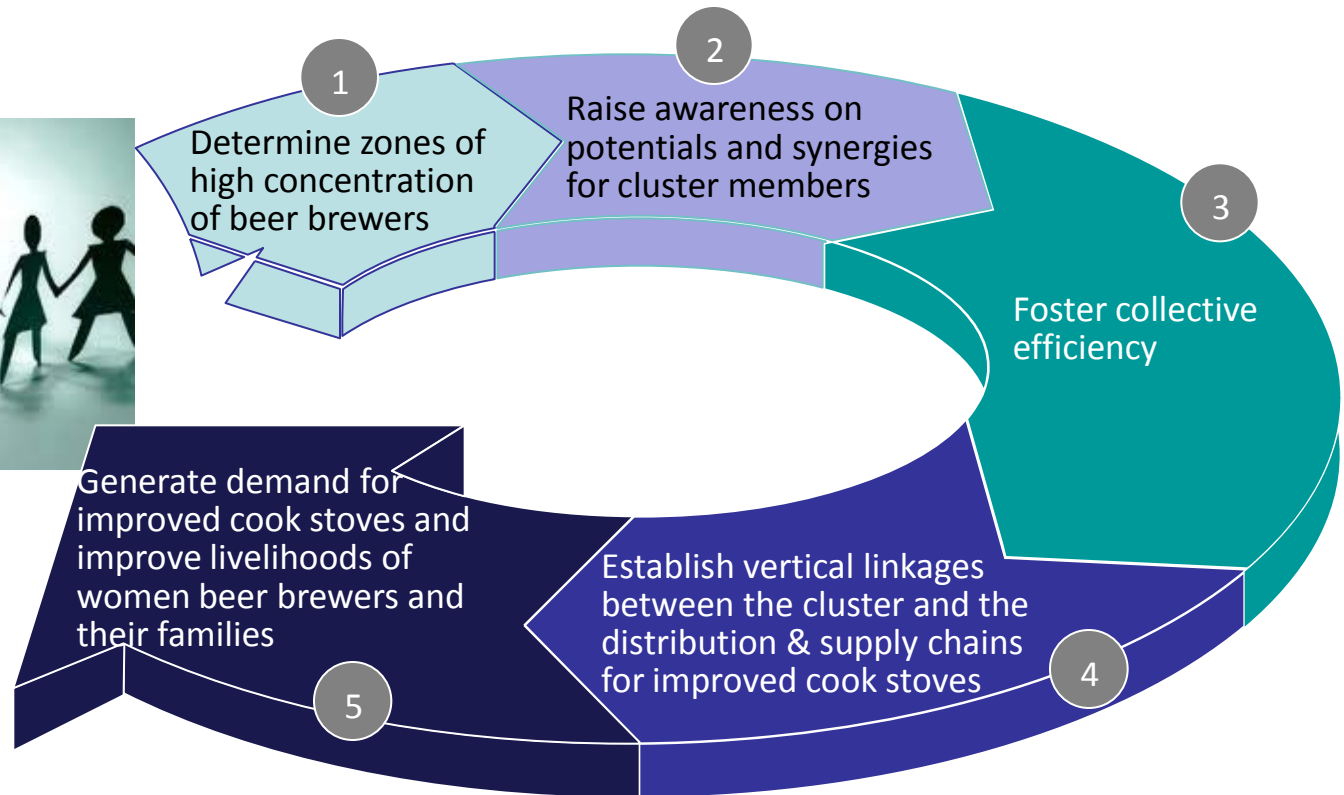 1
Determine zones of
high concentration
of beer brewers
2
Raise awareness on
potentials and synergies
for cluster members
3
Foster collective
efficiency
4
Establish vertical linkages
between the cluster and the
distribution & supply chains
for improved cook stoves
5
Generate demand for
improved cook stoves and
improve livelihoods of
women beer brewers and
their families